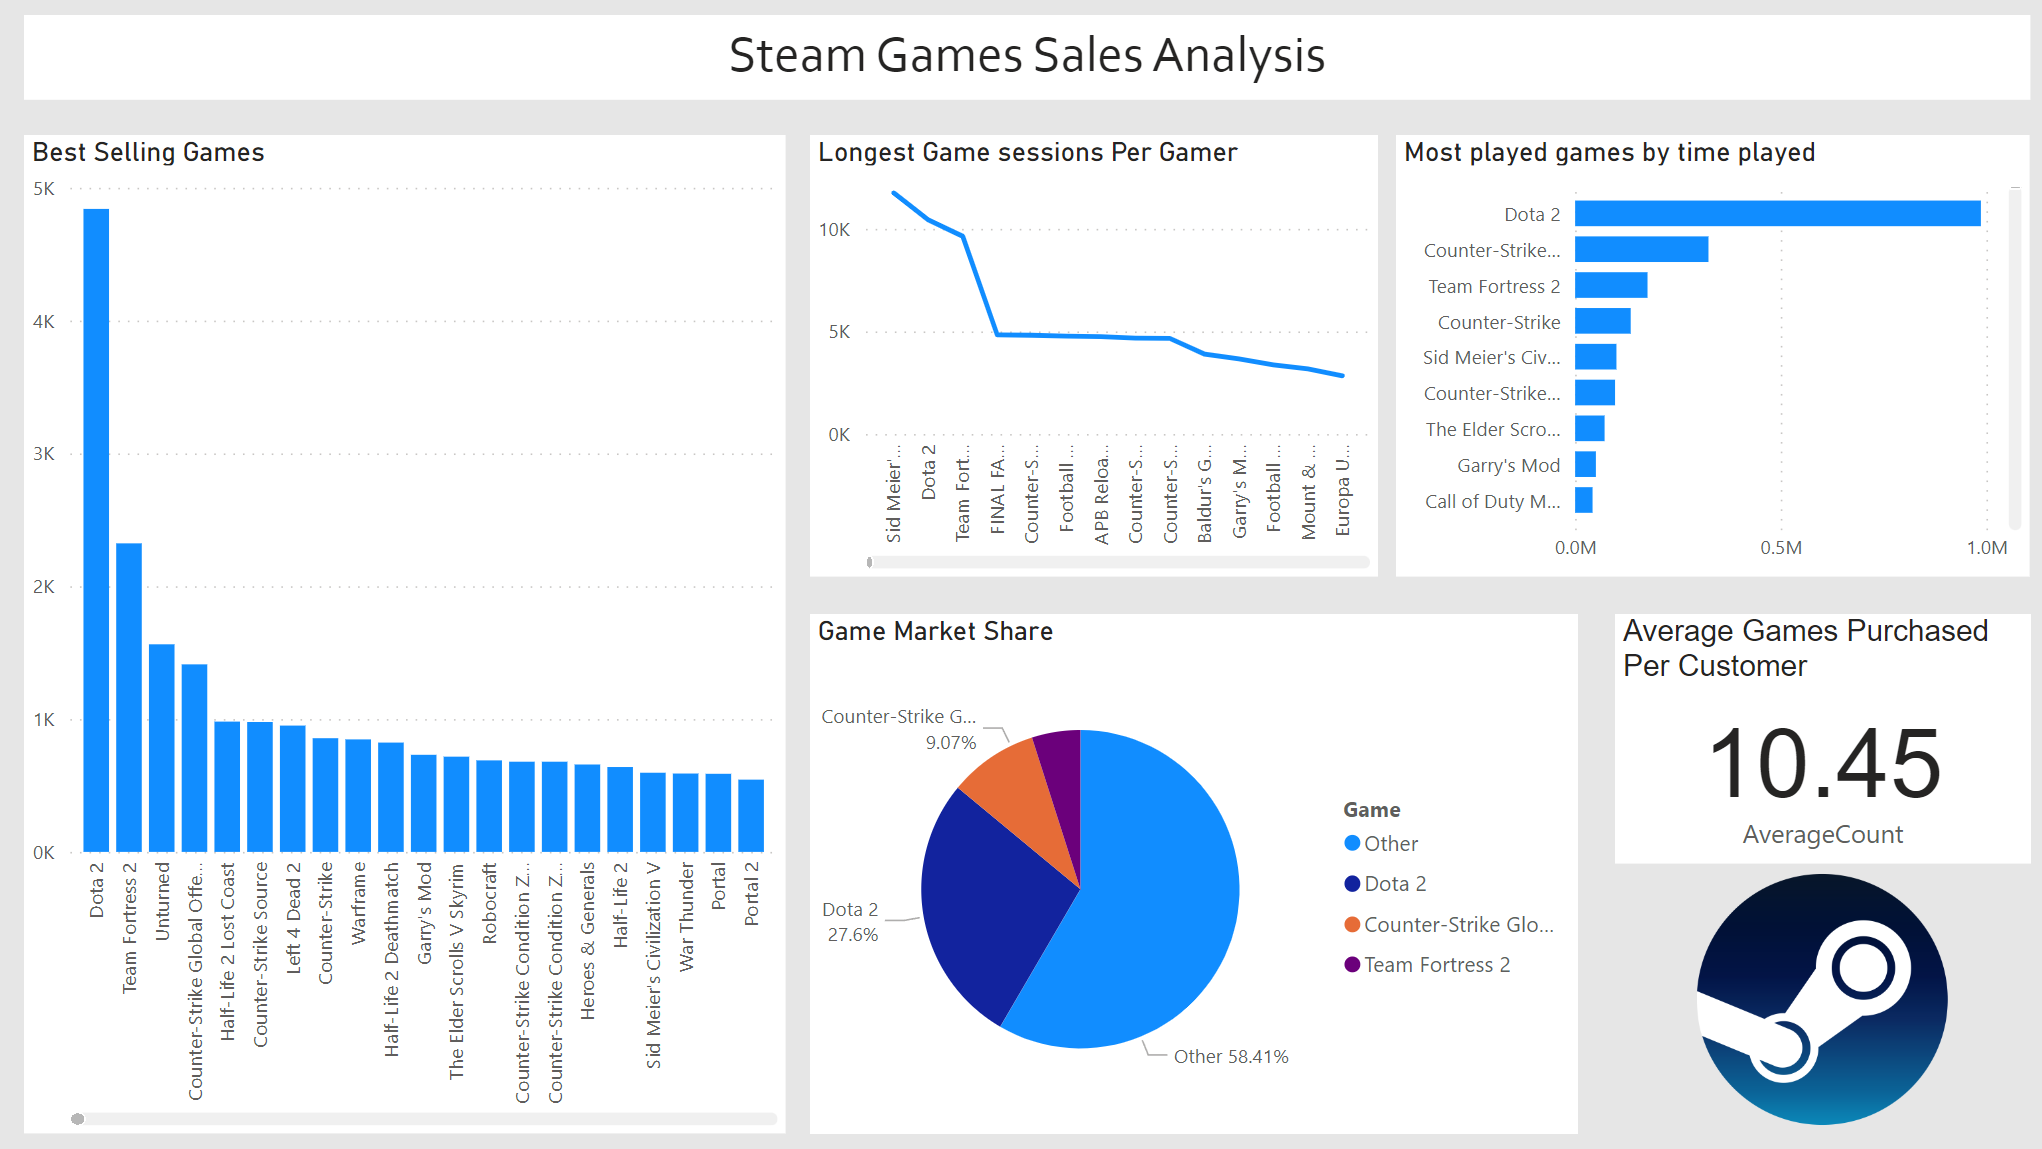 Steam Games Sales Analysis
Best Selling Games
5K
4K
3K
2K
1K
0K
Dota 2
Team Fortress 2
Unturned
Counter-Strike Global Offe...
Half-Life 2 Lost Coast
Counter-Strike Source
Left 4 Dead 2
Counter-Strike
Warframe
Half-Life 2 Deathmatch
Garry's Mod
The Elder Scrolls V Skyrim
Robocraft
Counter-Strike Condition Z...
Counter-Strike Condition Z...
Heroes & Generals
Half-Life 2
Sid Meier's Civilization V
War Thunder
Portal
Portal 2
Longest Game sessions Per Gamer
10K
5K
0K
Sid Meier'...
Dota 2
Team Fort...
FINAL FA...
Counter-S...
Football ...
APB Reloa...
Counter-S...
Counter-S...
Baldur's G...
Garry's M...
Football ...
Mount & ...
Europa U...
Most played games by time played
Dota 2
Counter-Strike...
Team Fortress 2
Counter-Strike
Sid Meier's Civ...
Counter-Strike...
The Elder Scro...
Garry's Mod
Call of Duty M...
0.0M
0.5M
1.0M
Game Market Share
Counter-Strike G...
9.07%
Dota 2
27.6%
Other 58.41%
Game
Other
Dota 2
Counter-Strike Glo...
Team Fortress 2
Average Games Purchased
Per Customer
10.45
AverageCount